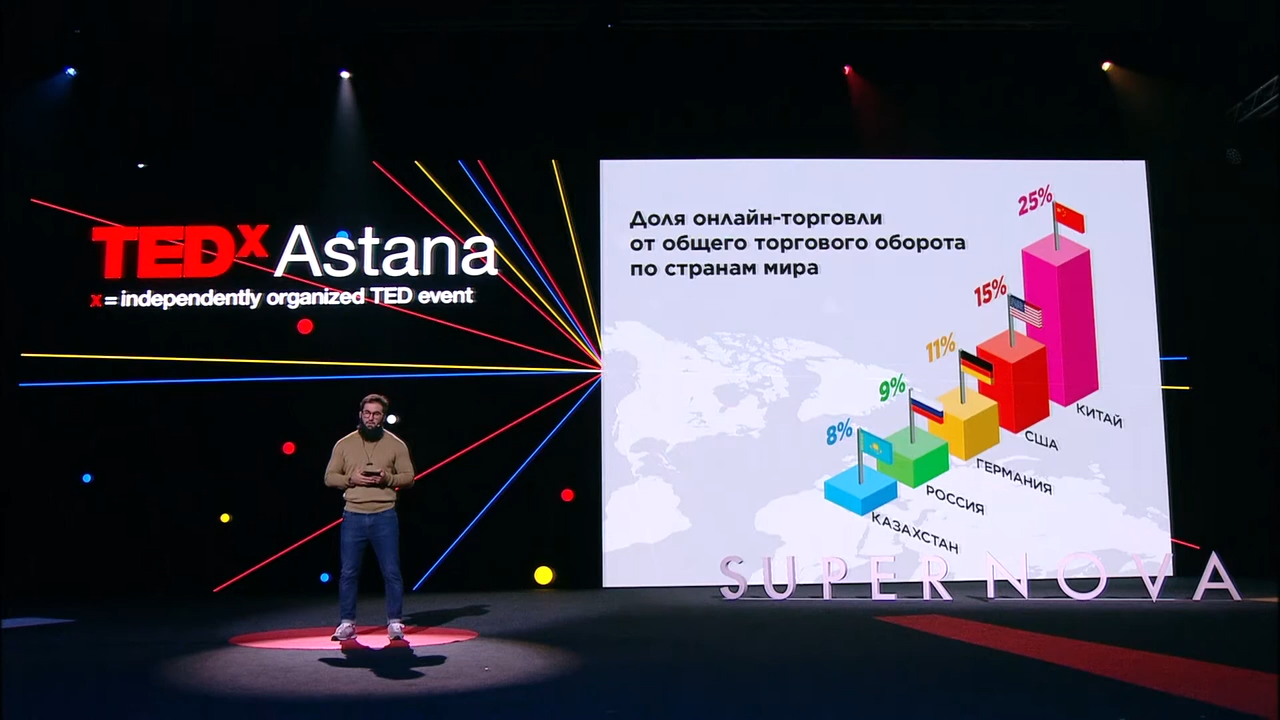 TEDx Astana
x = independently organized TED event
Доля онлайн-торговли
от общего торгового оборота
по странам мира
25%
15%
11%
9%
8%
КИТАЙ
США
ГЕРМАНИЯ
РОССИЯ
КАЗАХСТАН
SUPERNOVA